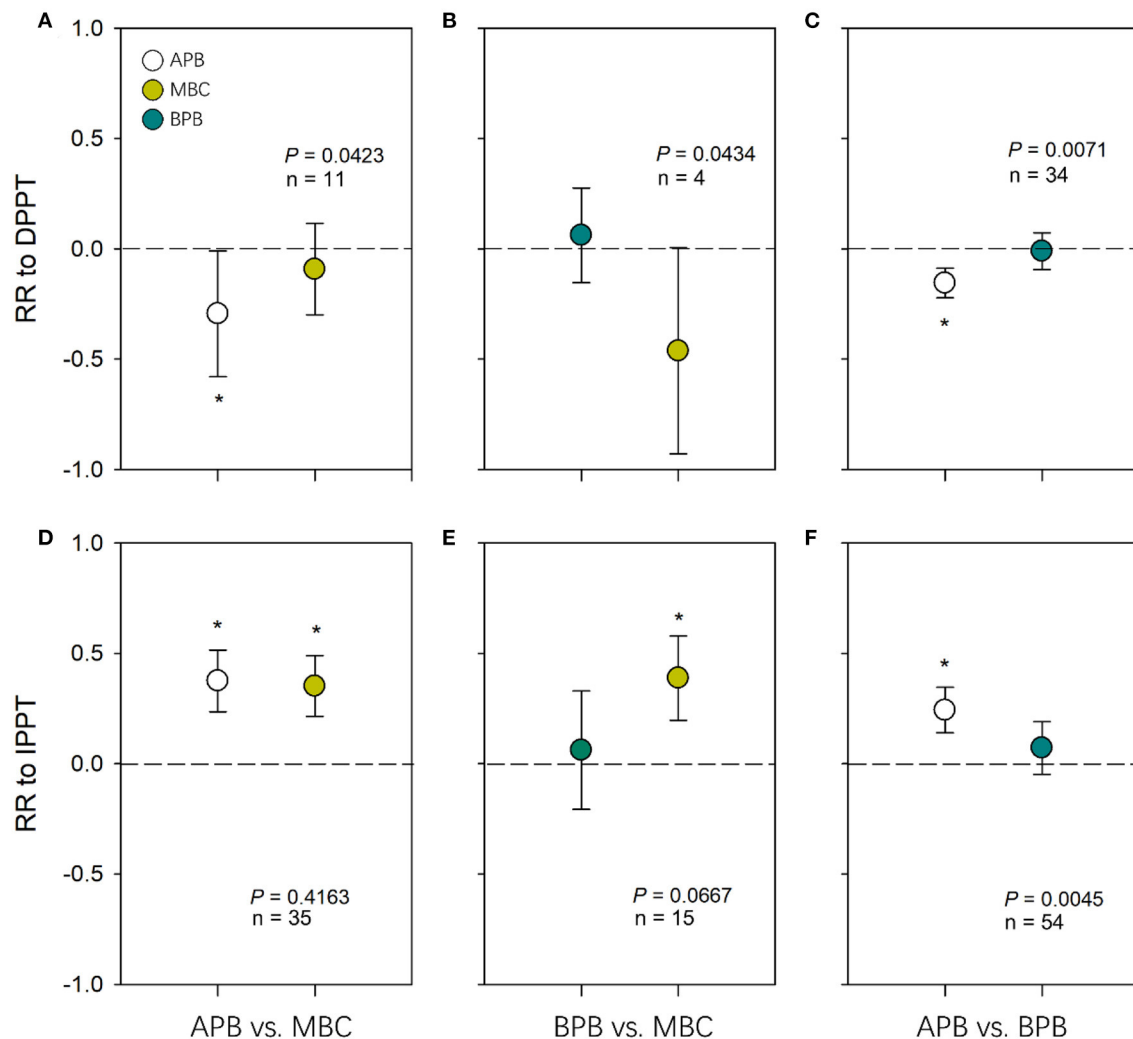 A
B
C
1.0
0.5
0.0
-0.5
-1.0
RR to DPPT
APB
MBC
BPB
P = 0.0423
n = 11
*
P = 0.0434
n = 4
P = 0.0071
n = 34
*
D
E
F
1.0
0.5
0.0
-0.5
-1.0
RR to IPPT
* *
P = 0.4163
n = 35
*
P = 0.0667
n = 15
*
P = 0.0045
n = 54
APB vs. MBC
BPB vs. MBC
APB vs. BPB